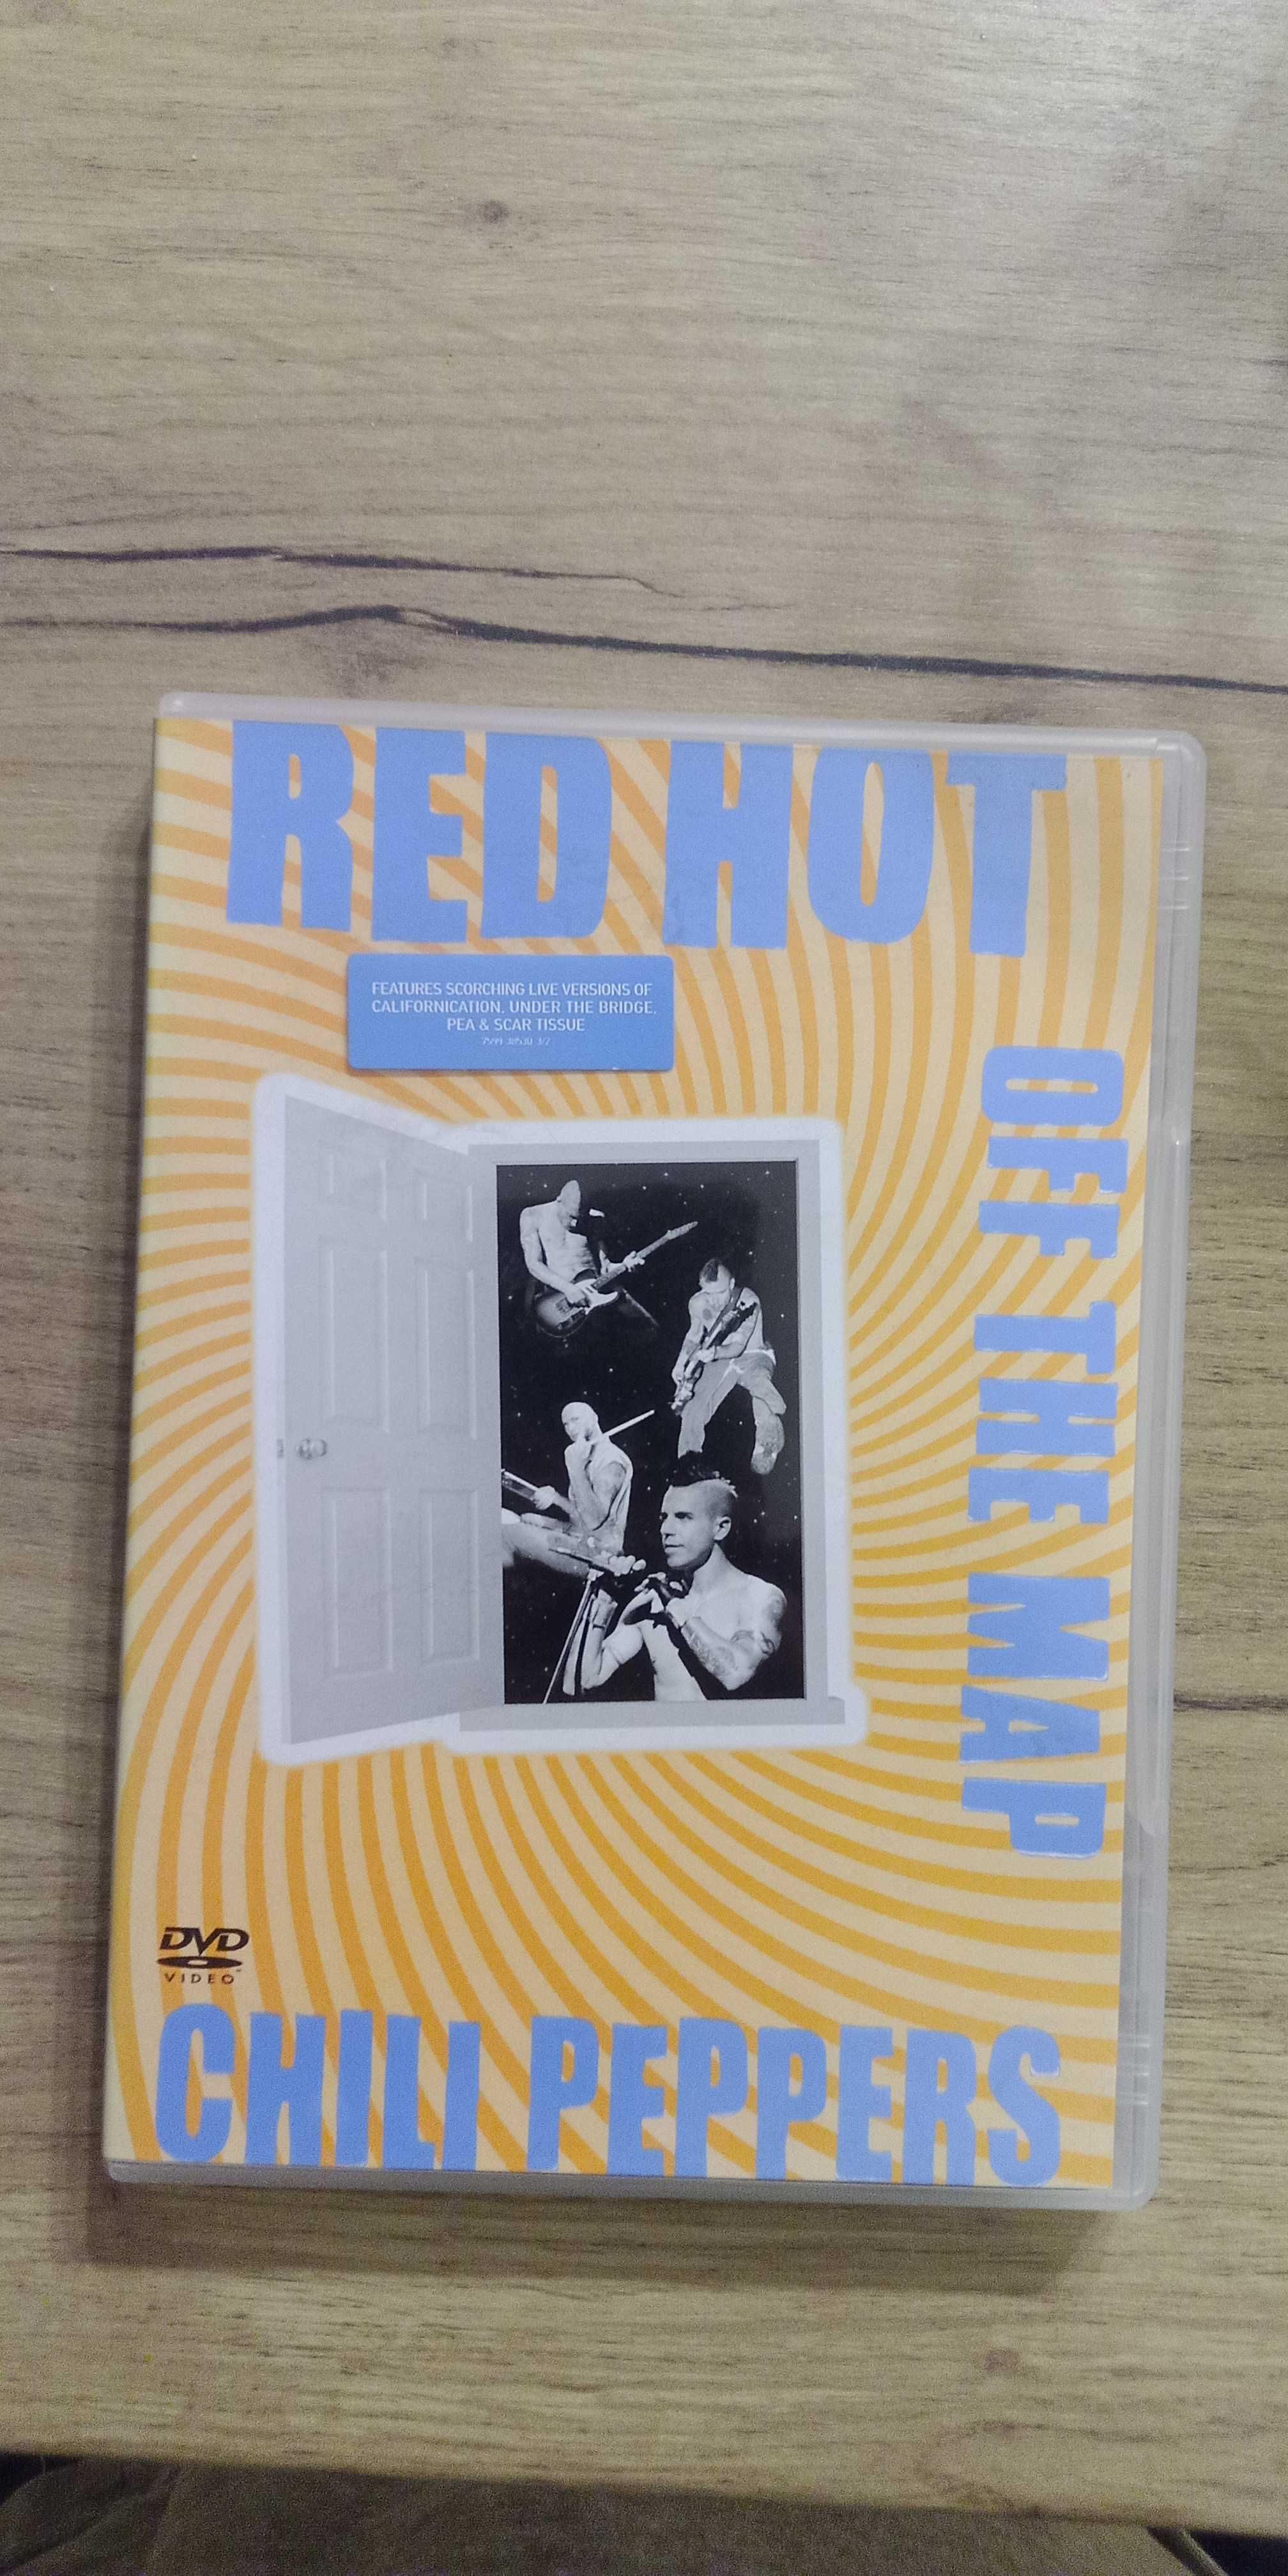 RED HOT
FEATURES SCORCHING LIVE VERSIONS OF
CALIFORNICATION, UNDER THE BRIDGE,
PEA & SCAR TISSUE
OFF THE MAP
DVD
VIDEO
CHILI PEPPERS